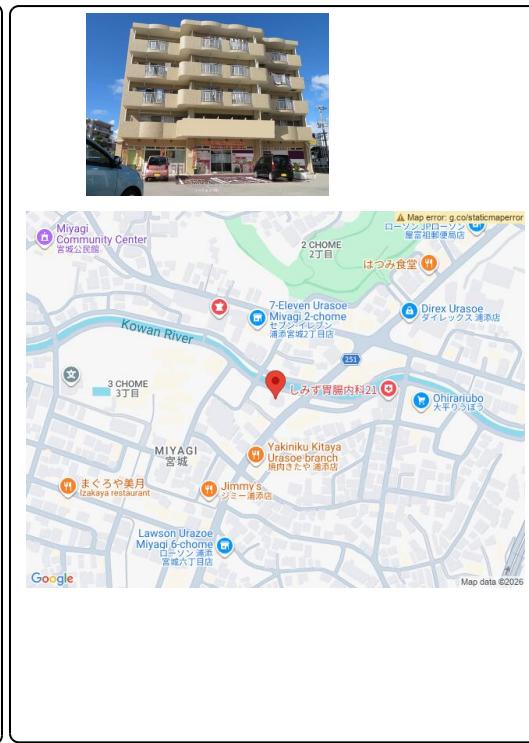 Map error: g.co/staticmaperror
Miyagi
Community Center
宮城公民館
2 CHOME
2丁目
ローソン JPローソン
屋富祖郵便局店
はつみ食堂
7-Eleven Urasoe
Miyagi 2-chome
セブン-イレブン
浦添宮城2丁目店
Direx Urasoe
ダイレックス 浦添店
Kowan River
251
3 CHOME
3丁目
しみず胃腸内科21
Ohirariubo
大平りうぼう
MIYAGI
宮城
Yakiniku Kitaya
Urasoe branch
焼肉きたや 浦添店
まぐろや美月
Izakaya restaurant
Jimmy's
ジミー浦添店
Lawson Urazoe
Miyagi 6-chome
ローソン 浦添
宮城六丁目店
Google
Map data ©2026